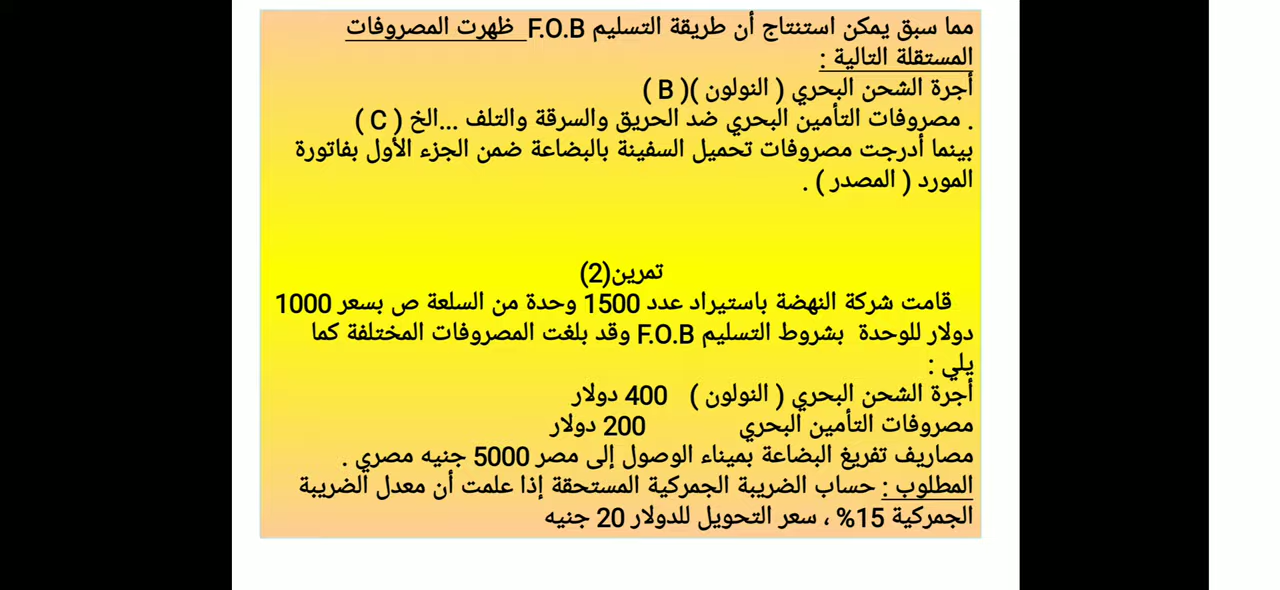 مما سبق يمكن استنتاج أن طريقة التسليم F.O.B ظهرت المصروفات
المستقلة التالية :
أجرة الشحن البحري ( النولون )( B )
. مصروفات التأمين البحري ضد الحريق والسرقة والتلف ...الخ ( C )
بينما أدرجت مصروفات تحميل السفينة بالبضاعة ضمن الجزء الأول بفاتورة
المورد ( المصدر ) .
تمرين(2)
قامت شركة النهضة باستيراد عدد 1500 وحدة من السلعة ص بسعر 1000
دولار للوحدة بشروط التسليم F.O.B وقد بلغت المصروفات المختلفة كما
يلي :
أجرة الشحن البحري ( النولون ) 400 دولار
مصروفات التأمين البحري 200 دولار
مصاريف تفريغ البضاعة بميناء الوصول إلى مصر 5000 جنيه مصري .
المطلوب : حساب الضريبة الجمركية المستحقة إذا علمت أن معدل الضريبة
الجمركية 15% ، سعر التحويل للدولار 20 جنيه